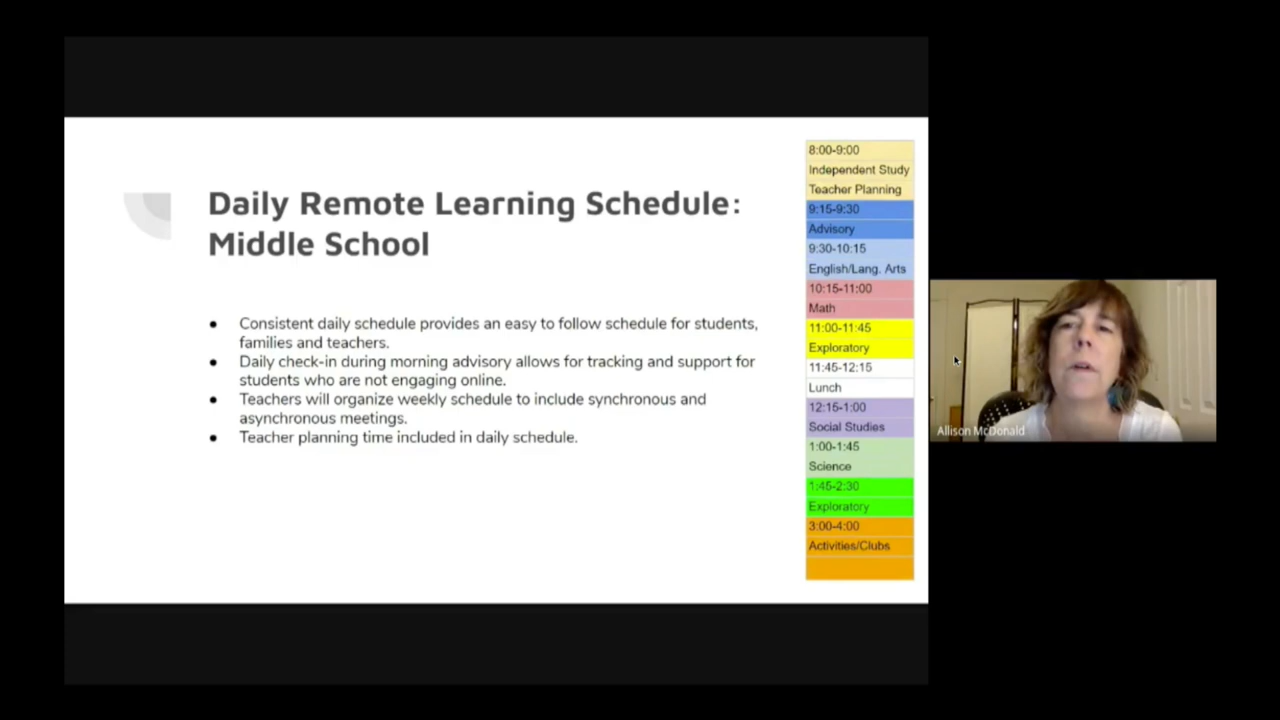 Daily Remote Learning Schedule:
Middle School
● Consistent daily schedule provides an easy to follow schedule for students,
families and teachers.
● Daily check-in during morning advisory allows for tracking and support for
students who are not engaging online.
● Teachers will organize weekly schedule to include synchronous and
asynchronous meetings.
● Teacher planning time included in daily schedule.
8:00-9:00
Independent Study
Teacher Planning
9:15-9:30
Advisory
9:30-10:15
English/Lang. Arts
10:15-11:00
Math
11:00-11:45
Exploratory
11:45-12:15
Lunch
12:15-1:00
Social Studies
1:00-1:45
Science
1:45-2:30
Exploratory
3:00-4:00
Activities/Clubs
Allison McDonald